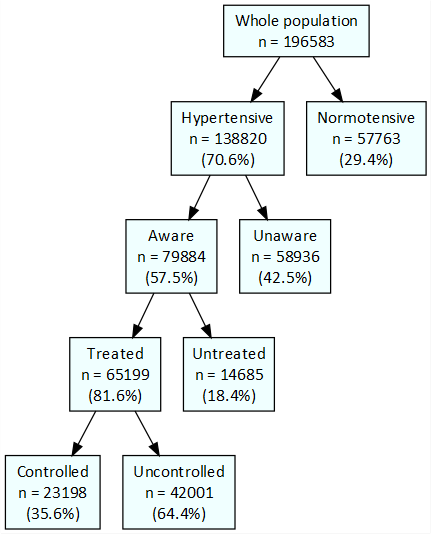 Whole population
n = 196583
Hypertensive
n = 138820
(70.6%)
Normotensive
n = 57763
(29.4%)
Aware
n = 79884
(57.5%)
Unaware
n = 58936
(42.5%)
Treated
n = 65199
(81.6%)
Untreated
n = 14685
(18.4%)
Controlled
n = 23198
(35.6%)
Uncontrolled
n = 42001
(64.4%)